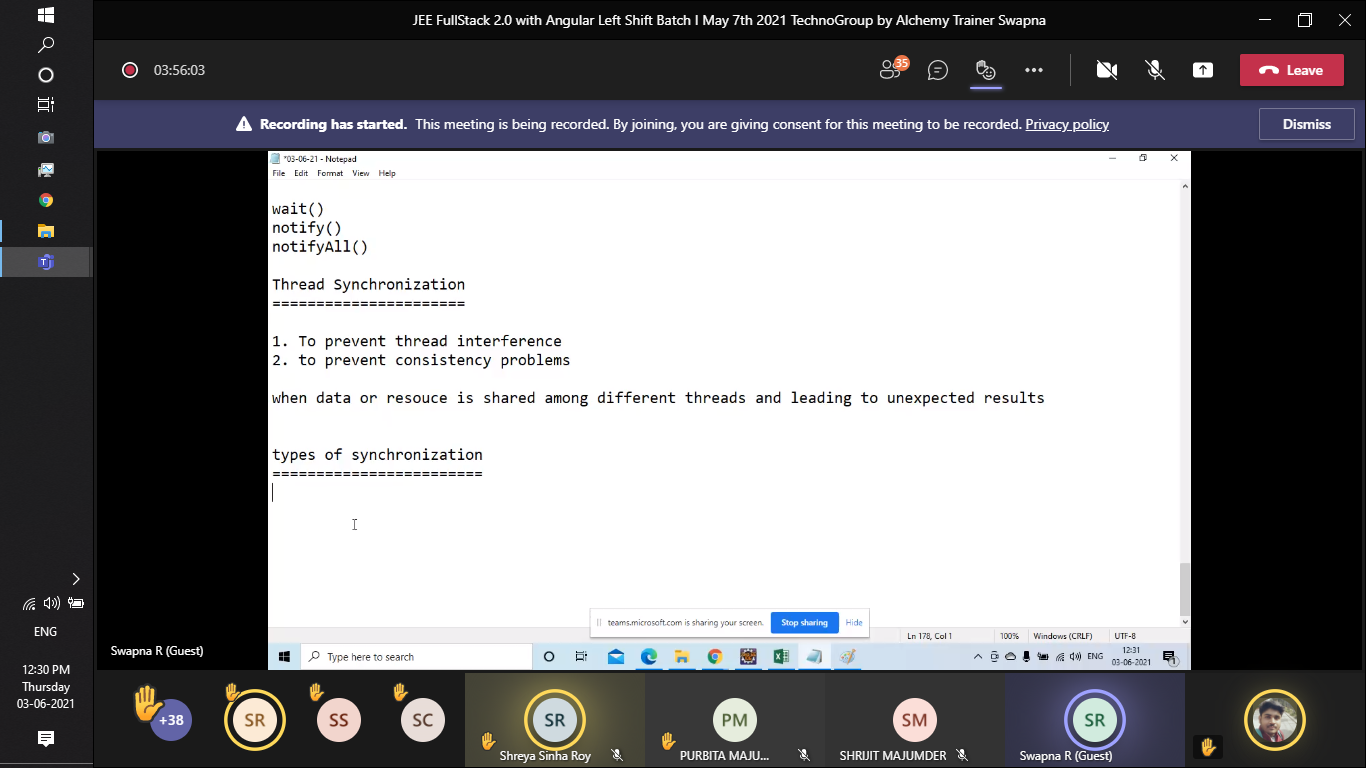 JEE FullStack 2.0 with Angular Left Shift Batch I May 7th 2021 TechnoGroup by Alchemy Trainer Swapna
03:56:03
35
Leave
Recording has started. This meeting is being recorded. By joining, you are giving consent for this meeting to be recorded. Privacy policy
Dismiss
*03-06-21 - Notepad
File Edit Format View Help
wait()
notify()
notifyAll()
Thread Synchronization
======================
1. To prevent thread interference
2. to prevent consistency problems
when data or resouce is shared among different threads and leading to unexpected results
types of synchronization
========================
teams.microsoft.com is sharing your screen. Stop sharing Hide
Ln 178, Col 1 100% Windows (CRLF) UTF-8
Type here to search
ENG
12:31
03-06-2021
1
Swapna R (Guest)
ENG
12:30 PM
Thursday
03-06-2021
+38
SR
SS
SC
SR
Shreya Sinha Roy
PM
PURBITA MAJU...
SM
SHRIJIT MAJUMDER
SR
Swapna R (Guest)